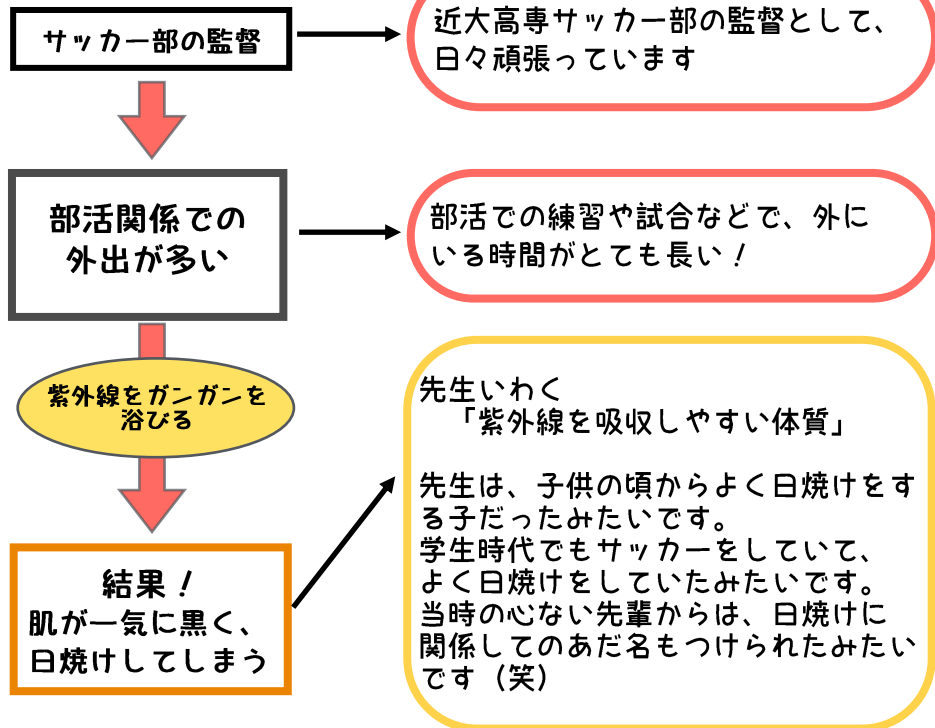 サッカー部の監督
近大高専サッカー部の監督として、
日々頑張っています
部活関係での
外出が多い
部活での練習や試合などで、外に
いる時間がとても長い！
紫外線をガンガンを
浴びる
結果！
肌が一気に黒く、
日焼けしてしまう
先生いわく
「紫外線を吸収しやすい体質」
先生は、子供の頃からよく日焼けをす
る子だったみたいです。
学生時代でもサッカーをしていて、
よく日焼けをしていたみたいです。
当時の心ない先輩からは、日焼けに
関係してのあだ名もつけられたみたい
です（笑）